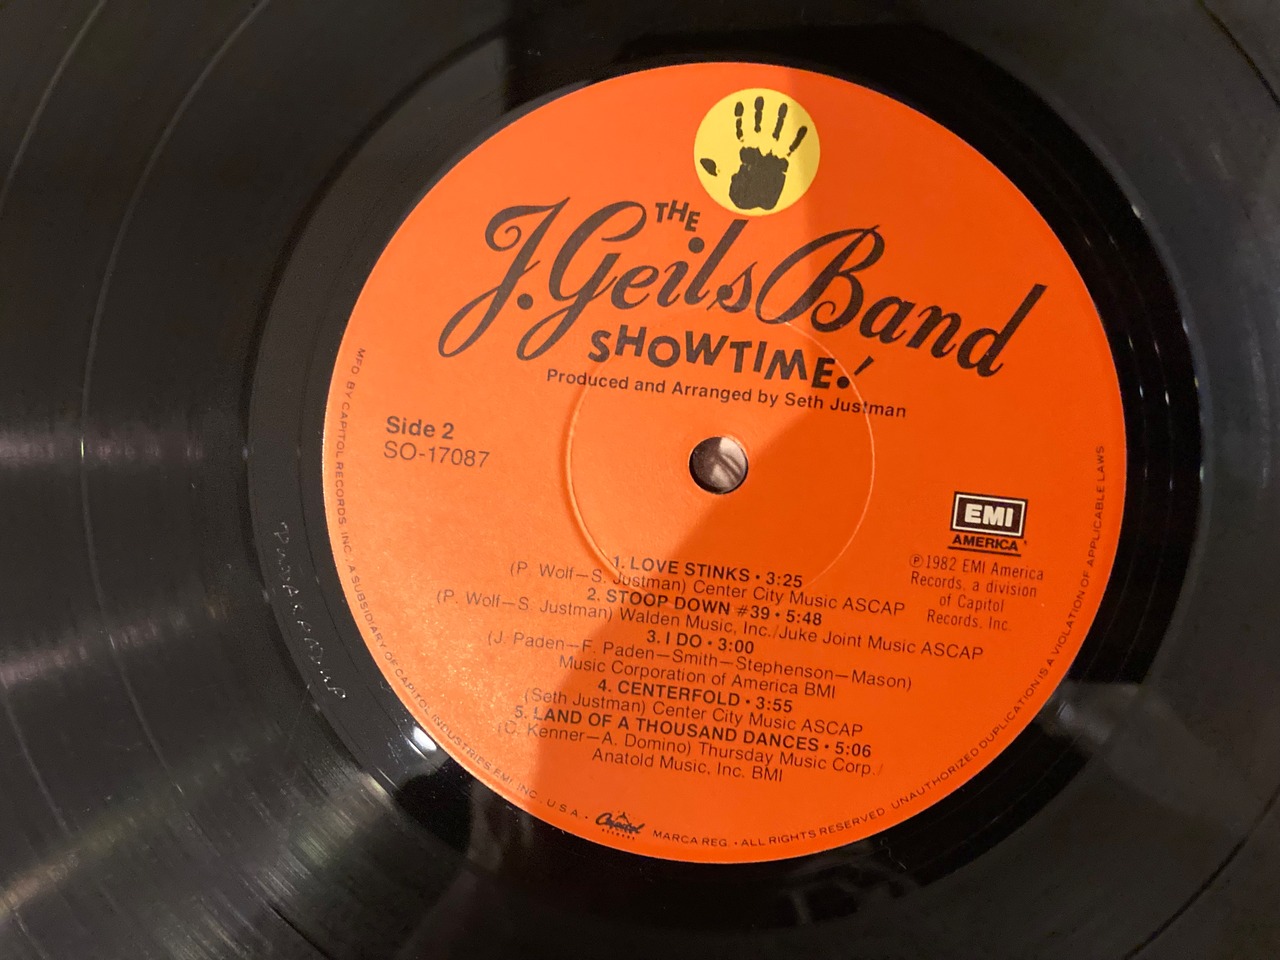 THE
J. Geils Band
SHOWTIME!
Produced and Arranged by Seth Justman
Side 2
SO-17087
EMI
AMERICA
℗1982 EMI America
Records, a division
of Capitol
Records, Inc.
1. LOVE STINKS • 3:25
(P. Wolf—S. Justman) Center City Music ASCAP
2. STOOP DOWN #39 • 5:48
(P. Wolf—S. Justman) Walden Music, Inc./Juke Joint Music ASCAP
3. I DO • 3:00
(J. Paden—F. Paden—Smith—Stephenson—Mason)
Music Corporation of America BMI
4. CENTERFOLD • 3:55
(Seth Justman) Center City Music ASCAP
5. LAND OF A THOUSAND DANCES • 5:06
(C. Kenner—A. Domino) Thursday Music Corp./
Anatold Music, Inc. BMI
MFD. BY CAPITOL RECORDS, INC., A SUBSIDIARY OF CAPITOL INDUSTRIES-EMI, INC., U.S.A. • Capitol RECORDS MARCA REG. • ALL RIGHTS RESERVED. UNAUTHORIZED DUPLICATION IS A VIOLATION OF APPLICABLE LAWS